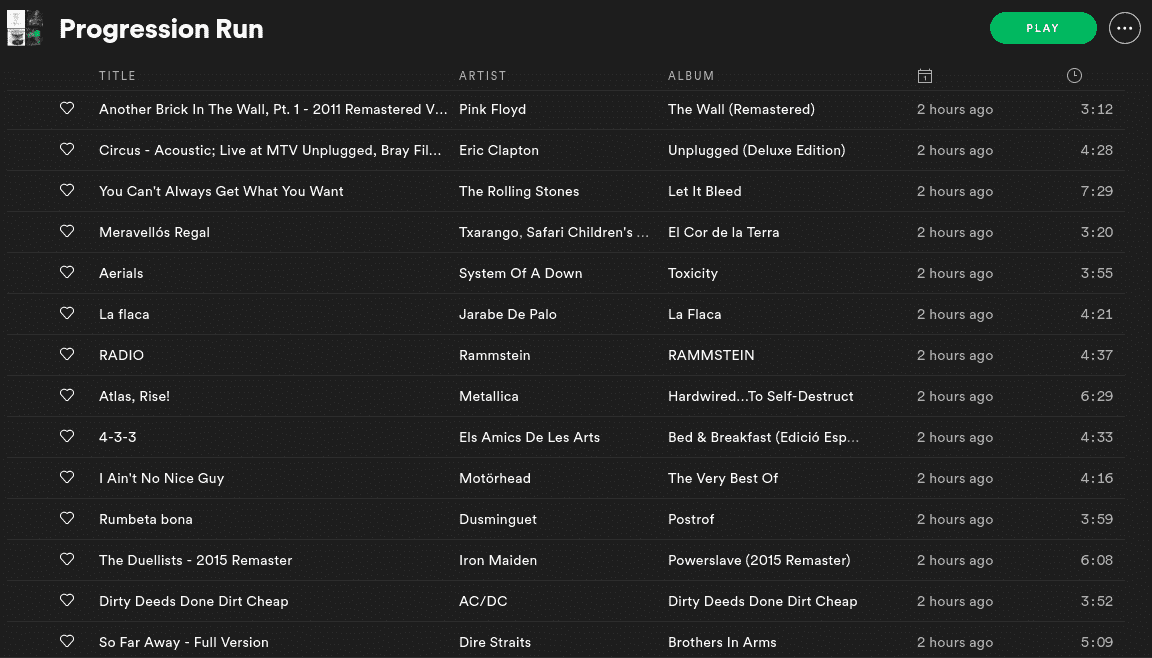 Progression Run PLAY
TITLE ARTIST ALBUM
Another Brick In The Wall, Pt. 1 - 2011 Remastered V... Pink Floyd The Wall (Remastered) 2 hours ago 3:12
Circus - Acoustic; Live at MTV Unplugged, Bray Fil... Eric Clapton Unplugged (Deluxe Edition) 2 hours ago 4:28
You Can't Always Get What You Want The Rolling Stones Let It Bleed 2 hours ago 7:29
Meravellós Regal Txarango, Safari Children's ... El Cor de la Terra 2 hours ago 3:20
Aerials System Of A Down Toxicity 2 hours ago 3:55
La flaca Jarabe De Palo La Flaca 2 hours ago 4:21
RADIO Rammstein RAMMSTEIN 2 hours ago 4:37
Atlas, Rise! Metallica Hardwired...To Self-Destruct 2 hours ago 6:29
4-3-3 Els Amics De Les Arts Bed & Breakfast (Edició Esp... 2 hours ago 4:33
I Ain't No Nice Guy Motörhead The Very Best Of 2 hours ago 4:16
Rumbeta bona Dusminguet Postrof 2 hours ago 3:59
The Duellists - 2015 Remaster Iron Maiden Powerslave (2015 Remaster) 2 hours ago 6:08
Dirty Deeds Done Dirt Cheap AC/DC Dirty Deeds Done Dirt Cheap 2 hours ago 3:52
So Far Away - Full Version Dire Straits Brothers In Arms 2 hours ago 5:09